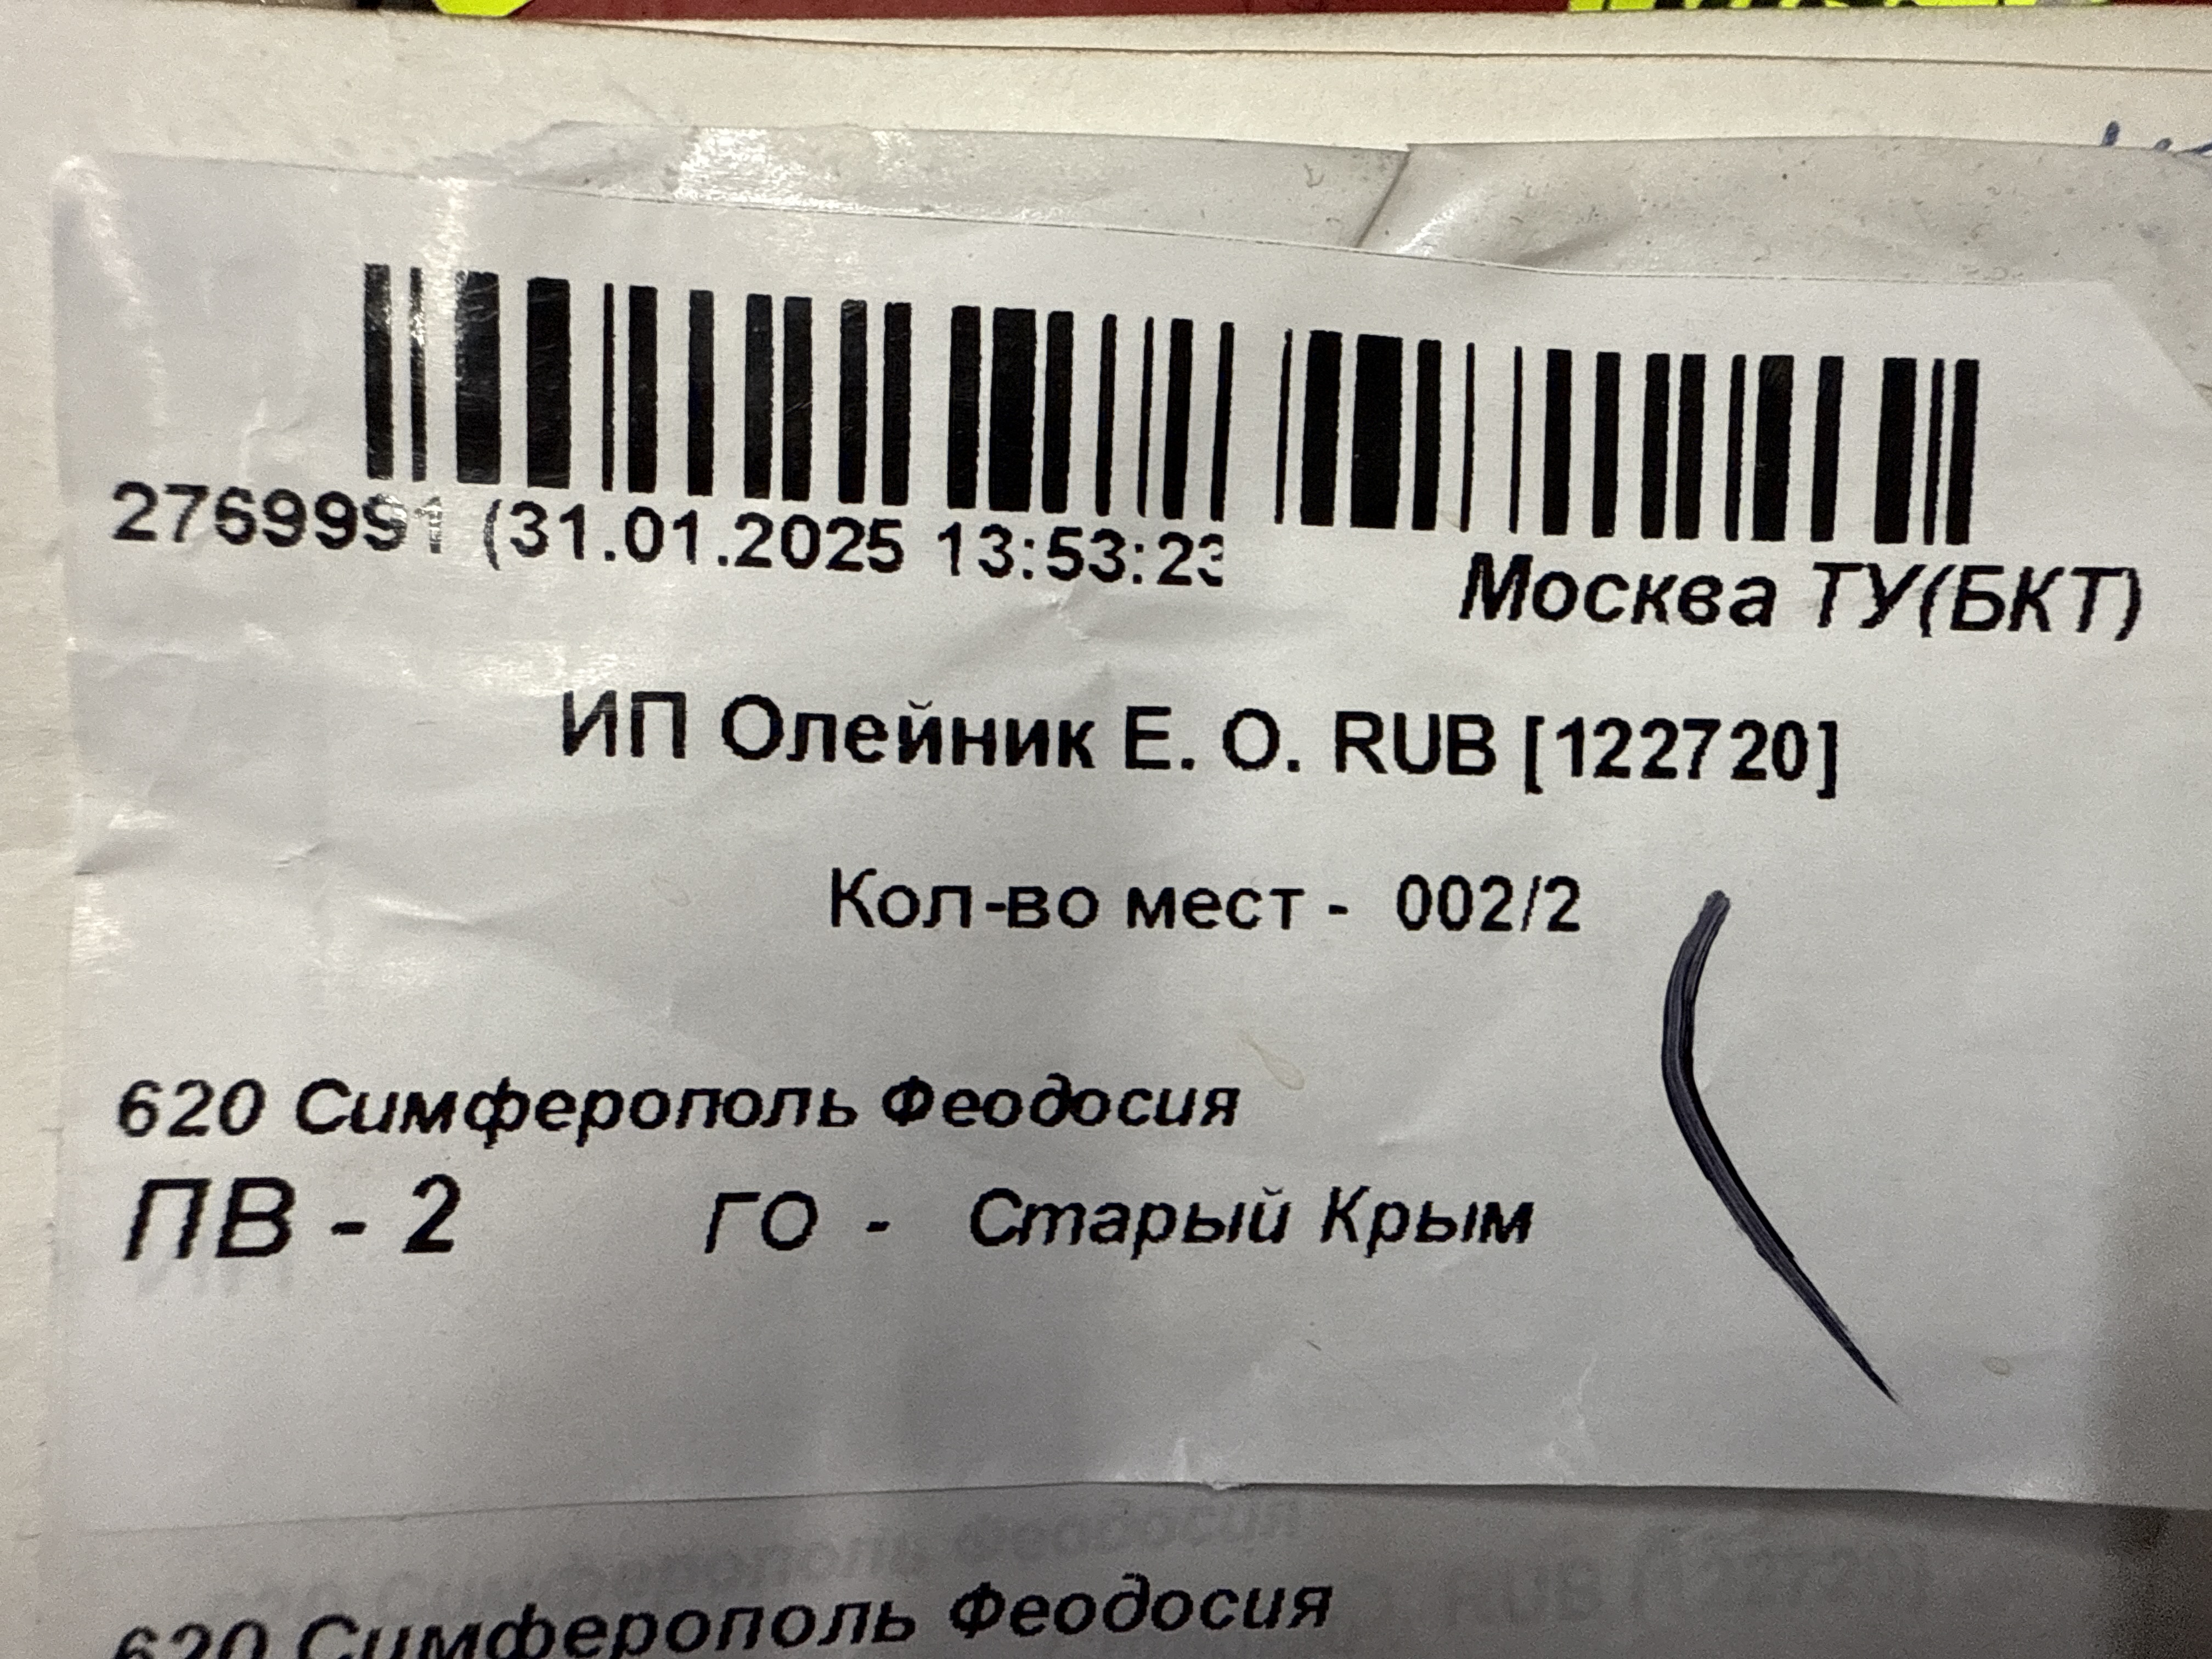 2769991 (31.01.2025 13:53:23
Москва ТУ(БКТ)
ИП Олейник Е. О. RUB [122720]
Кол-во мест - 002/2
620 Симферополь Феодосия
ПВ - 2 ГО - Старый Крым
620 Симферополь Феодосия